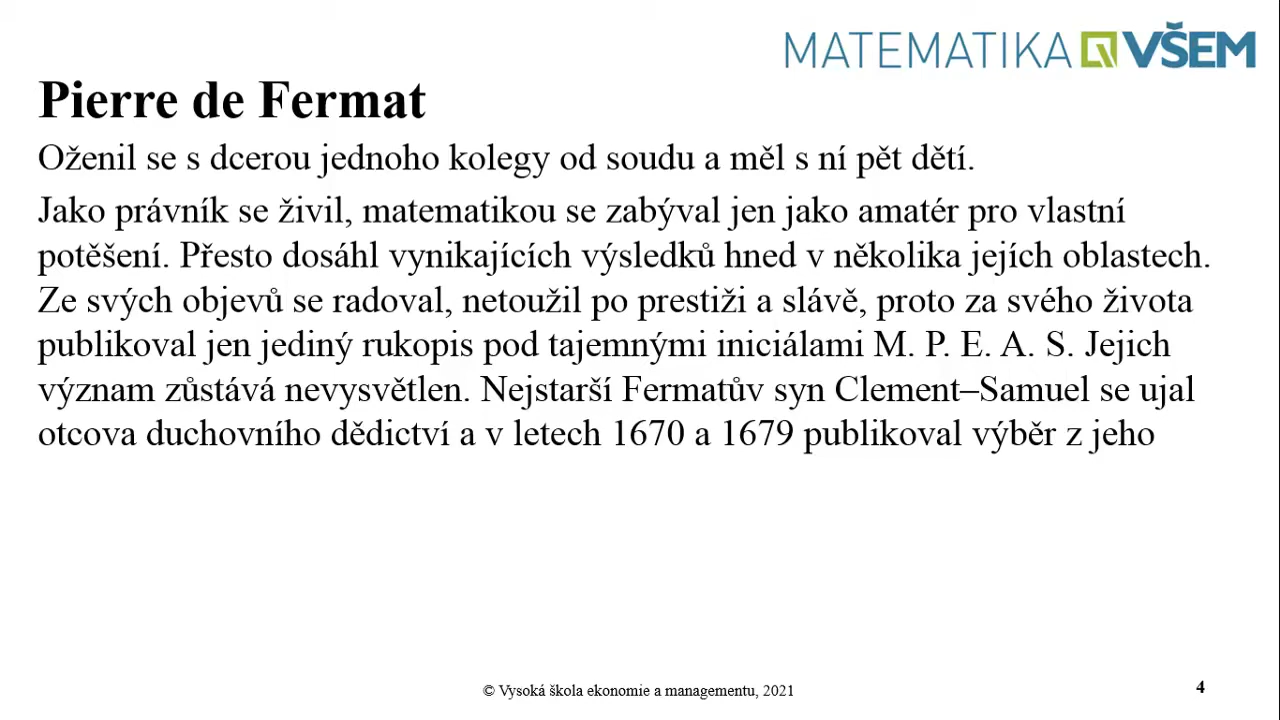 MATEMATIKA VŠEM
Pierre de Fermat
Oženil se s dcerou jednoho kolegy od soudu a měl s ní pět dětí.
Jako právník se živil, matematikou se zabýval jen jako amatér pro vlastní
potěšení. Přesto dosáhl vynikajících výsledků hned v několika jejích oblastech.
Ze svých objevů se radoval, netoužil po prestiži a slávě, proto za svého života
publikoval jen jediný rukopis pod tajemnými iniciálami M. P. E. A. S. Jejich
význam zůstává nevysvětlen. Nejstarší Fermatův syn Clement–Samuel se ujal
otcova duchovního dědictví a v letech 1670 a 1679 publikoval výběr z jeho
© Vysoká škola ekonomie a managementu, 2021
4